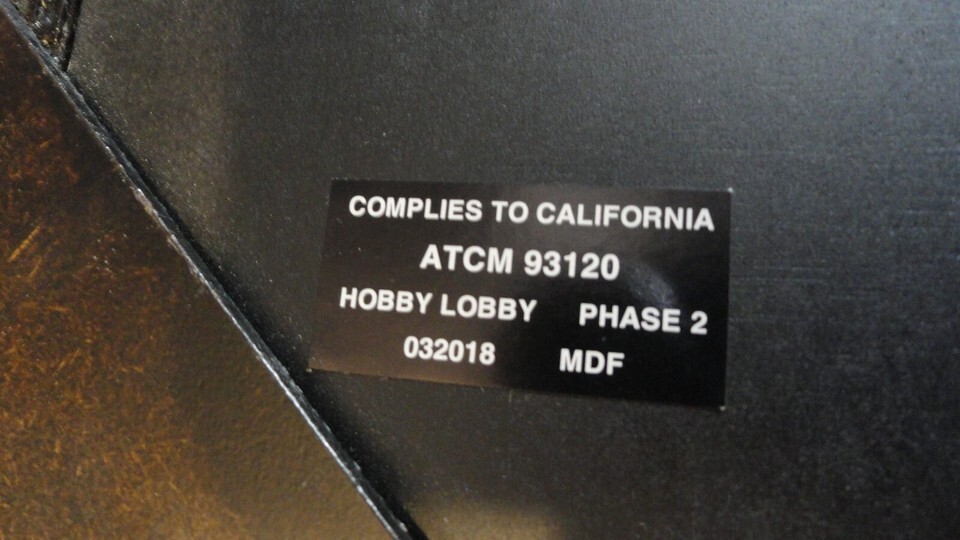 COMPLIES TO CALIFORNIA
ATCM 93120
HOBBY LOBBY PHASE 2
032018 MDF